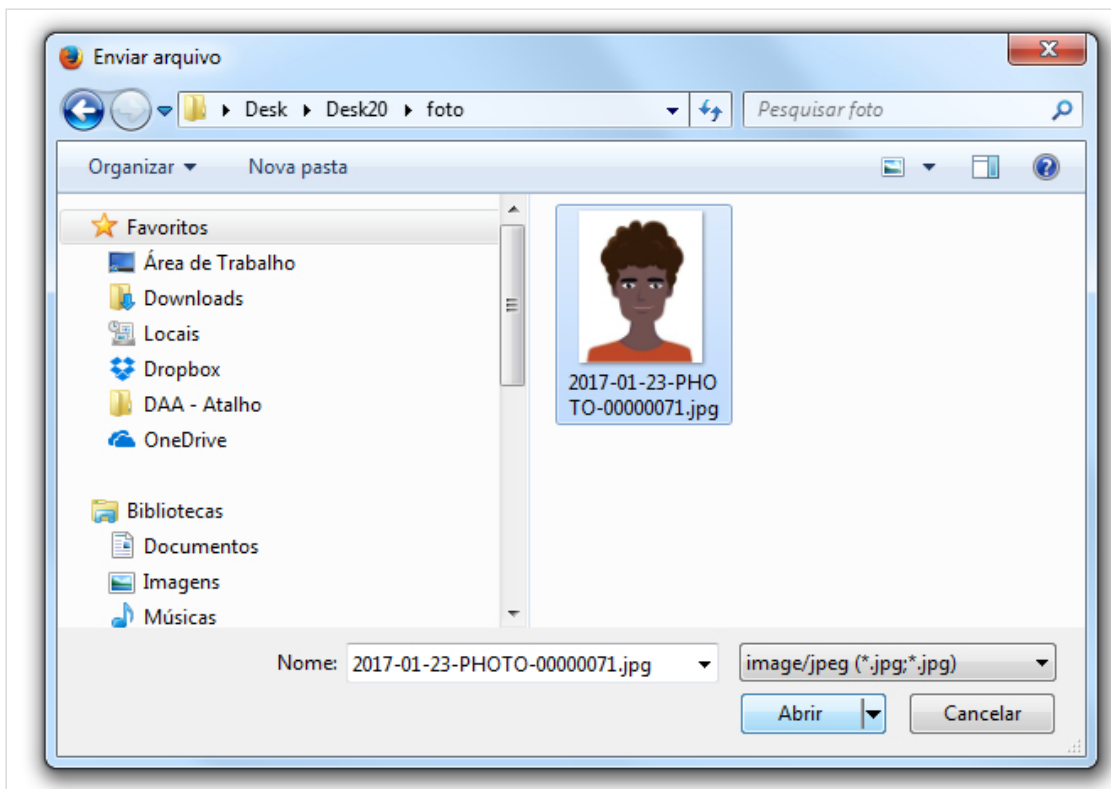 Enviar arquivo
Desk Desk20 foto
Pesquisar foto
Organizar
Nova pasta
Favoritos
Área de Trabalho
Downloads
Locais
Dropbox
DAA - Atalho
OneDrive
Bibliotecas
Documentos
Imagens
Músicas
2017-01-23-PHO
TO-00000071.jpg
Nome: 2017-01-23-PHOTO-00000071.jpg
image/jpeg (*.jpg;*.jpg)
Abrir
Cancelar